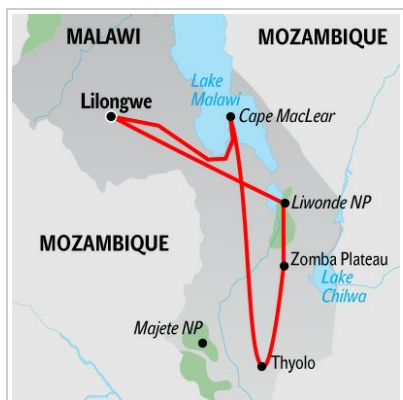 MALAWI
MOZAMBIQUE
Lilongwe
Lake
Malawi
Cape MacLear
Liwonde NP
MOZAMBIQUE
Zomba Plateau
Lake
Chilwa
Majete NP
Thyolo